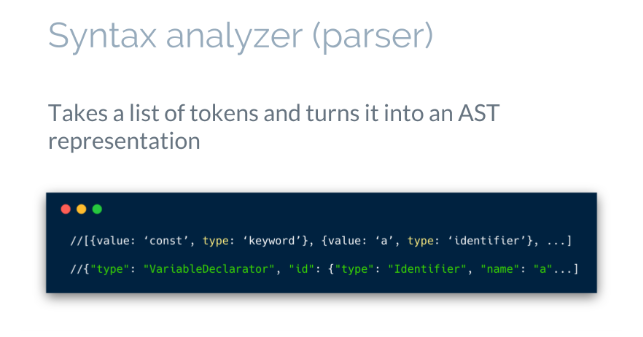 Syntax analyzer (parser)
Takes a list of tokens and turns it into an AST
representation
//[{value: ‘const’, type: ‘keyword’}, {value: ‘a’, type: ‘identifier’}, ...]
//{"type": "VariableDeclarator", "id": {"type": "Identifier", "name": "a"...]